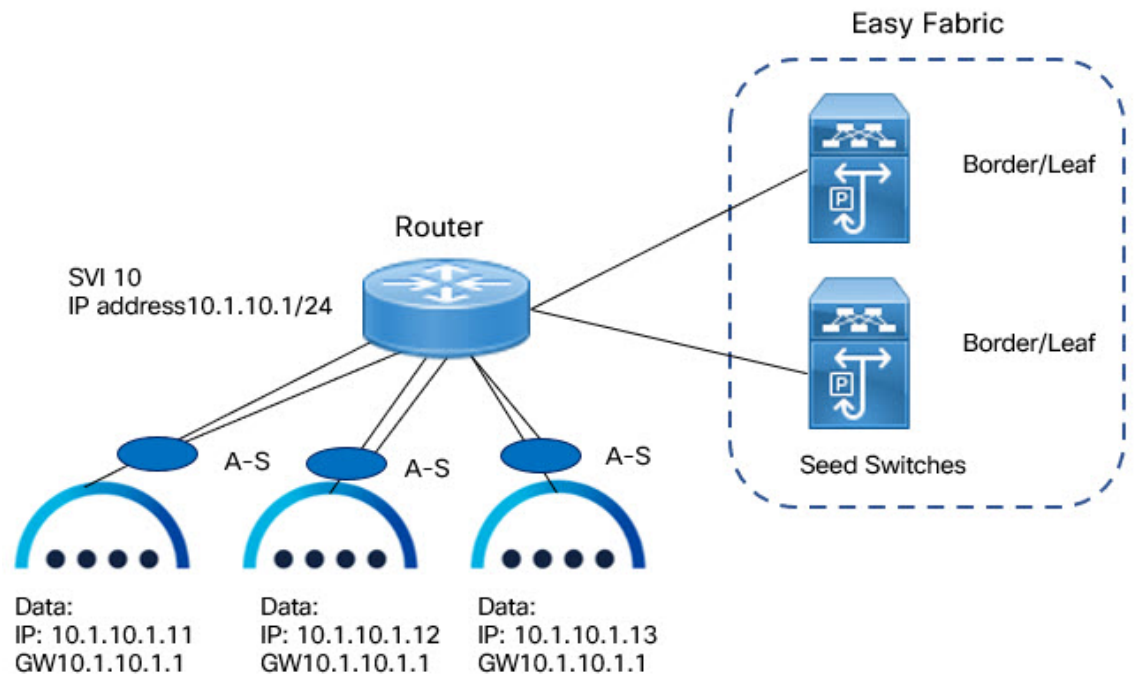 Easy Fabric
Border/Leaf
P
Router
SVI 10
IP address10.1.10.1/24
Border/Leaf
P
A-S
A-S
A-S
Seed Switches
Data:
IP: 10.1.10.1.11
GW10.1.10.1.1
Data:
IP: 10.1.10.1.12
GW10.1.10.1.1
Data:
IP: 10.1.10.1.13
GW10.1.10.1.1